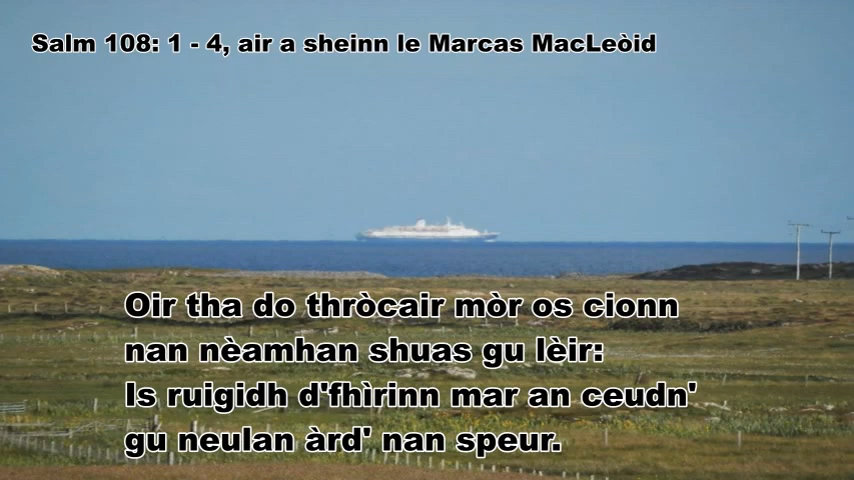 Salm 108: 1 - 4, air a sheinn le Marcas MacLeòid
Oir tha do thròcair mòr os cionn
nan nèamhan shuas gu lèir:
Is ruigidh d'fhìrinn mar an ceudn'
gu neulan àrd' nan speur.